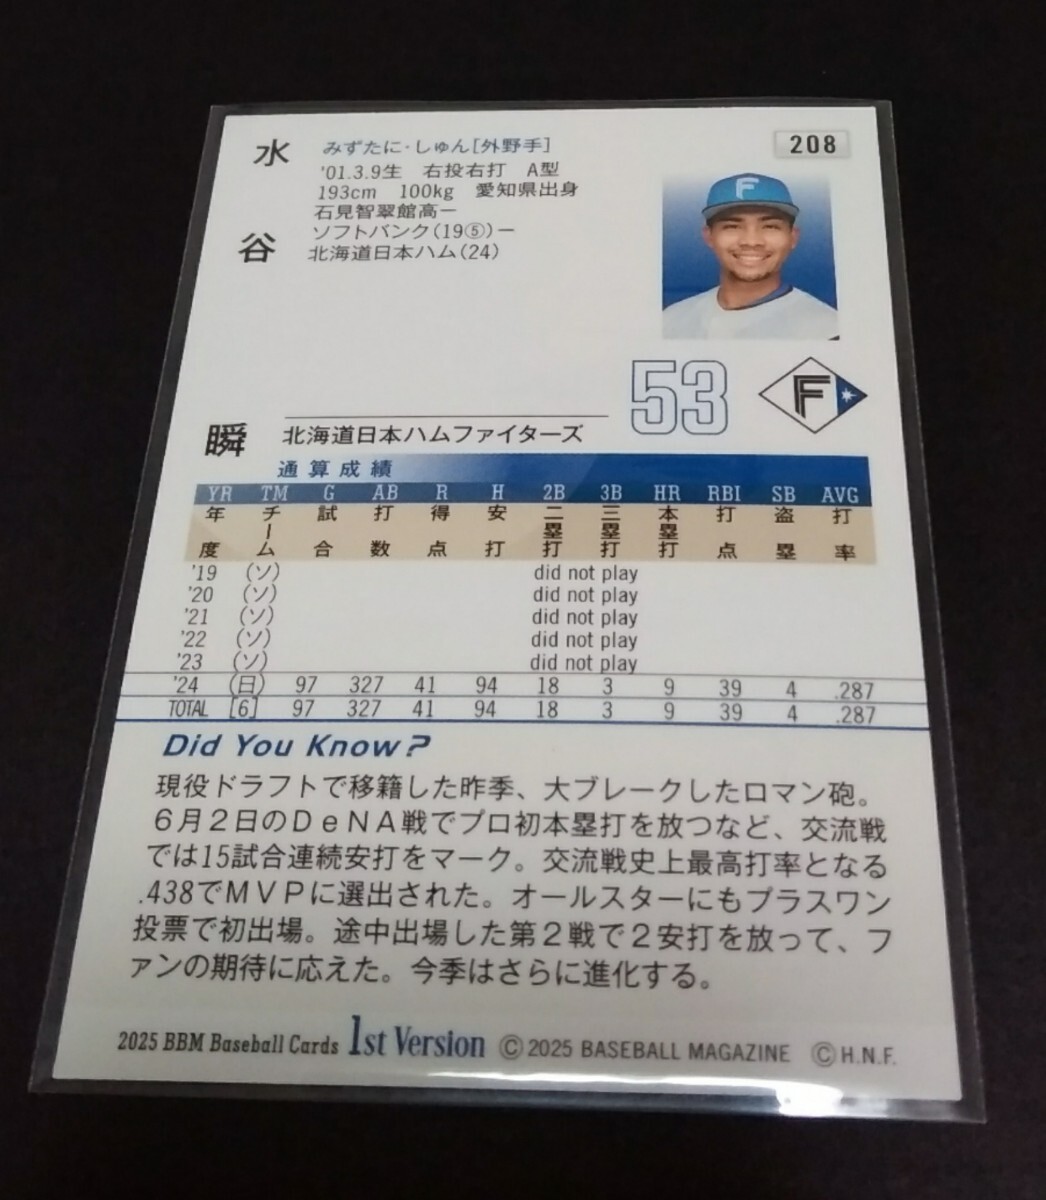 208
水谷瞬
みずたに・しゅん[外野手]
'01.3.9生 右投右打 A型
193cm 100kg 愛知県出身
石見智翠館高ー
ソフトバンク(19⑤)ー
北海道日本ハム(24)
F
53
F
北海道日本ハムファイターズ
通算成績
YR TM G AB R H 2B 3B HR RBI SB AVG
年度 チーム 試合 打数 得点 安打 二塁打 三塁打 本塁打 打点 盗塁 打率
'19 (ソ) did not play
'20 (ソ) did not play
'21 (ソ) did not play
'22 (ソ) did not play
'23 (ソ) did not play
'24 (日) 97 327 41 94 18 3 9 39 4 .287
TOTAL [6] 97 327 41 94 18 3 9 39 4 .287
Did You Know?
現役ドラフトで移籍した昨季、大ブレークしたロマン砲。
6月2日のDeNA戦でプロ初本塁打を放つなど、交流戦
では15試合連続安打をマーク。交流戦史上最高打率となる
.438でMVPに選出された。オールスターにもプラスワン
投票で初出場。途中出場した第2戦で2安打を放って、フ
ァンの期待に応えた。今季はさらに進化する。
2025 BBM Baseball Cards 1st Version ©2025 BASEBALL MAGAZINE ©H.N.F.